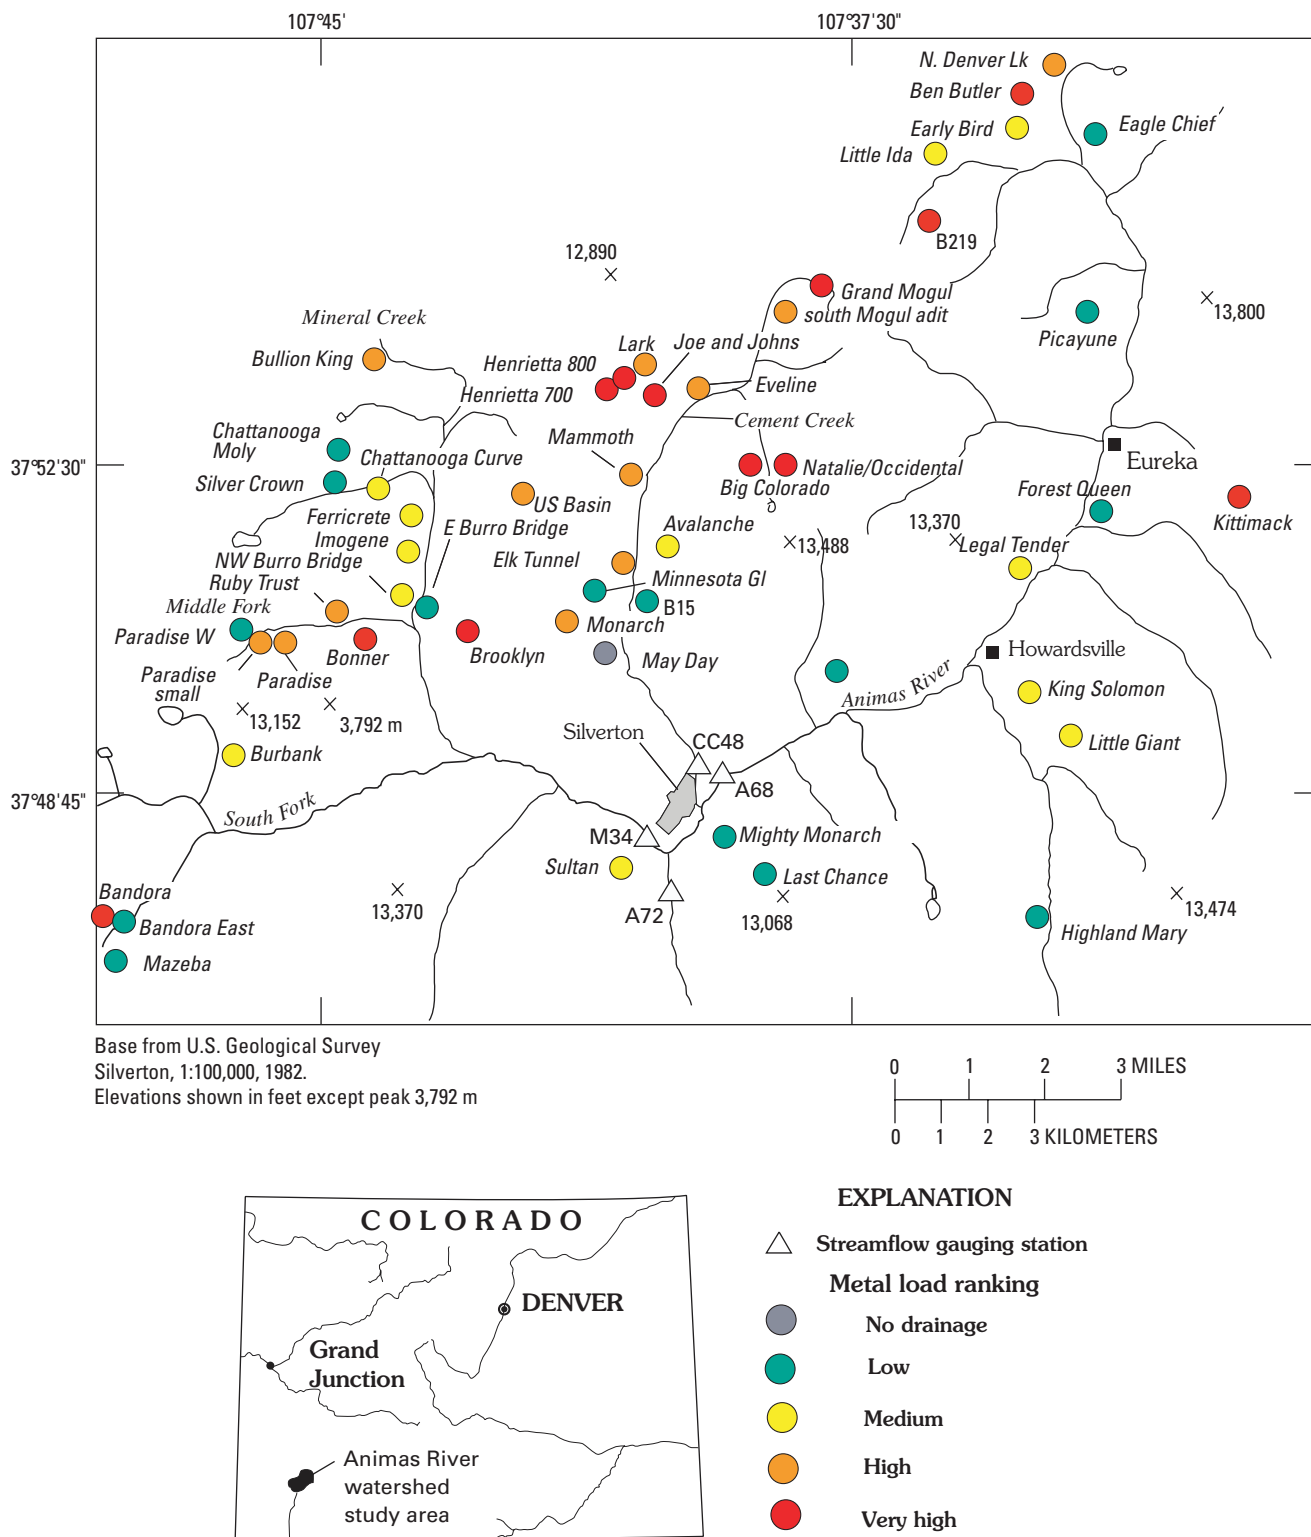 107°45'
107°37'30"
N. Denver Lk
Ben Butler
Early Bird
Eagle Chief
Little Ida
B219
12,890
Grand Mogul
south Mogul adit
13,800
Mineral Creek
Picayune
Bullion King
Lark
Joe and Johns
Henrietta 800
Henrietta 700
Eveline
Cement Creek
Chattanooga
Moly
Mammoth
Chattanooga Curve
37°52'30"
Eureka
Silver Crown
Natalie/Occidental
Big Colorado
US Basin
Forest Queen
Kittimack
Ferricrete
E Burro Bridge
Avalanche
13,370
Imogene
13,488
Legal Tender
NW Burro Bridge
Elk Tunnel
Ruby Trust
Minnesota Gl
Middle Fork
B15
Paradise W
Monarch
Bonner
Brooklyn
May Day
Howardsville
Paradise
small
Paradise
Animas River
King Solomon
13,152
3,792 m
Silverton
CC48
Little Giant
Burbank
A68
37°48'45"
South Fork
M34
Mighty Monarch
Sultan
Last Chance
Bandora
13,370
A72
13,068
13,474
Bandora East
Highland Mary
Mazeba
Base from U.S. Geological Survey
Silverton, 1:100,000, 1982.
Elevations shown in feet except peak 3,792 m
0 1 2 3 MILES
0 1 2 3 KILOMETERS
COLORADO
DENVER
Grand
Junction
Animas River
watershed
study area
EXPLANATION
Streamflow gauging station
Metal load ranking
No drainage
Low
Medium
High
Very high